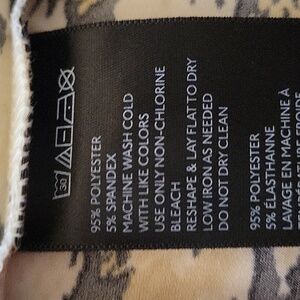 30
95% POLYESTER
5% SPANDEX
MACHINE WASH COLD
WITH LIKE COLORS
USE ONLY NON-CHLORINE
BLEACH
RESHAPE & LAY FLAT TO DRY
LOW IRON AS NEEDED
DO NOT DRY CLEAN
95% POLYESTER
5% ÉLASTHANNE
LAVAGE EN MACHINE À